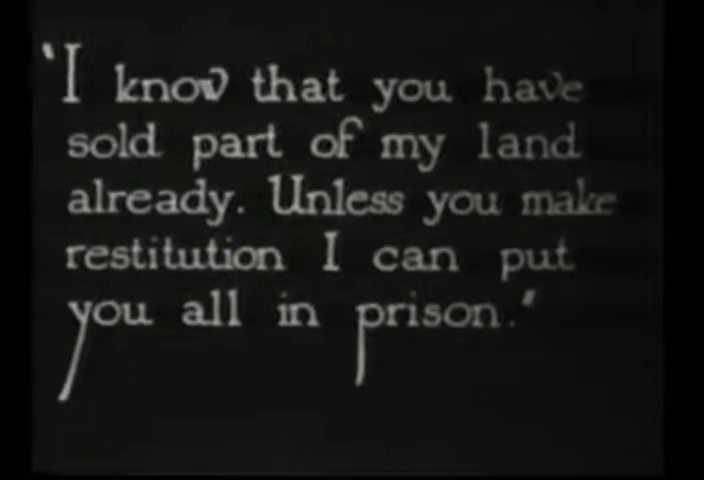 'I know that you have
sold part of my land
already. Unless you make
restitution I can put
you all in prison."